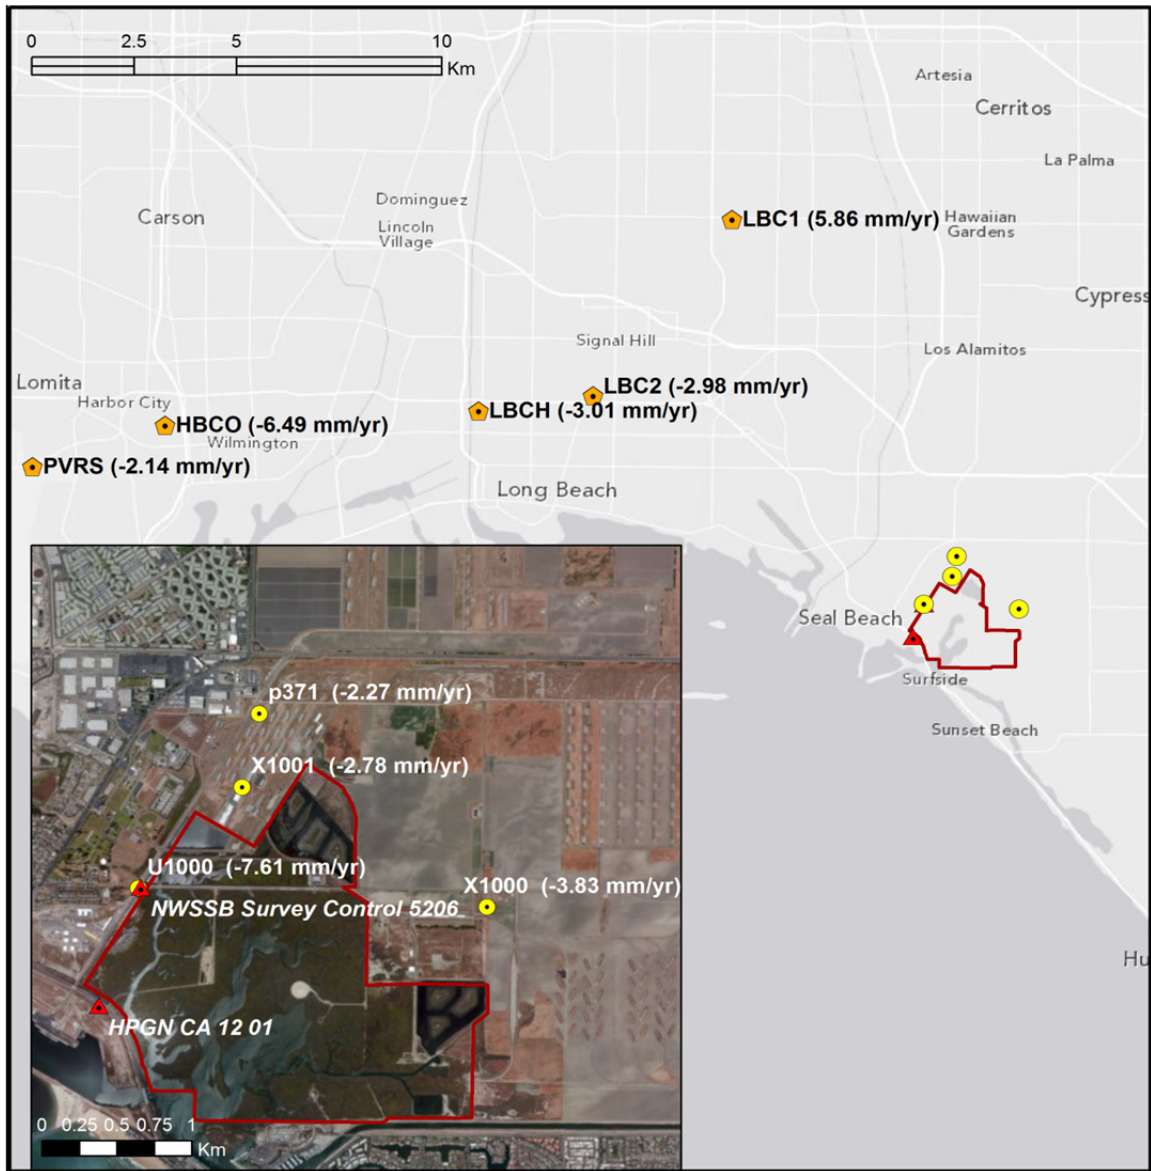 0 2.5 5 10
Km
Artesia
Cerritos
La Palma
Dominguez
Carson
Lincoln
Village
LBC1 (5.86 mm/yr)
Hawaiian
Gardens
Cypress
Signal Hill
Los Alamitos
Lomita
Harbor City
LBC2 (-2.98 mm/yr)
LBCH (-3.01 mm/yr)
HBCO (-6.49 mm/yr)
Wilmington
PVRS (-2.14 mm/yr)
Long Beach
Seal Beach
Surfside
Sunset Beach
Hu
p371 (-2.27 mm/yr)
X1001 (-2.78 mm/yr)
U1000 (-7.61 mm/yr)
X1000 (-3.83 mm/yr)
NWSSB Survey Control 5206
HPGN CA 12 01
0 0.25 0.5 0.75 1
Km